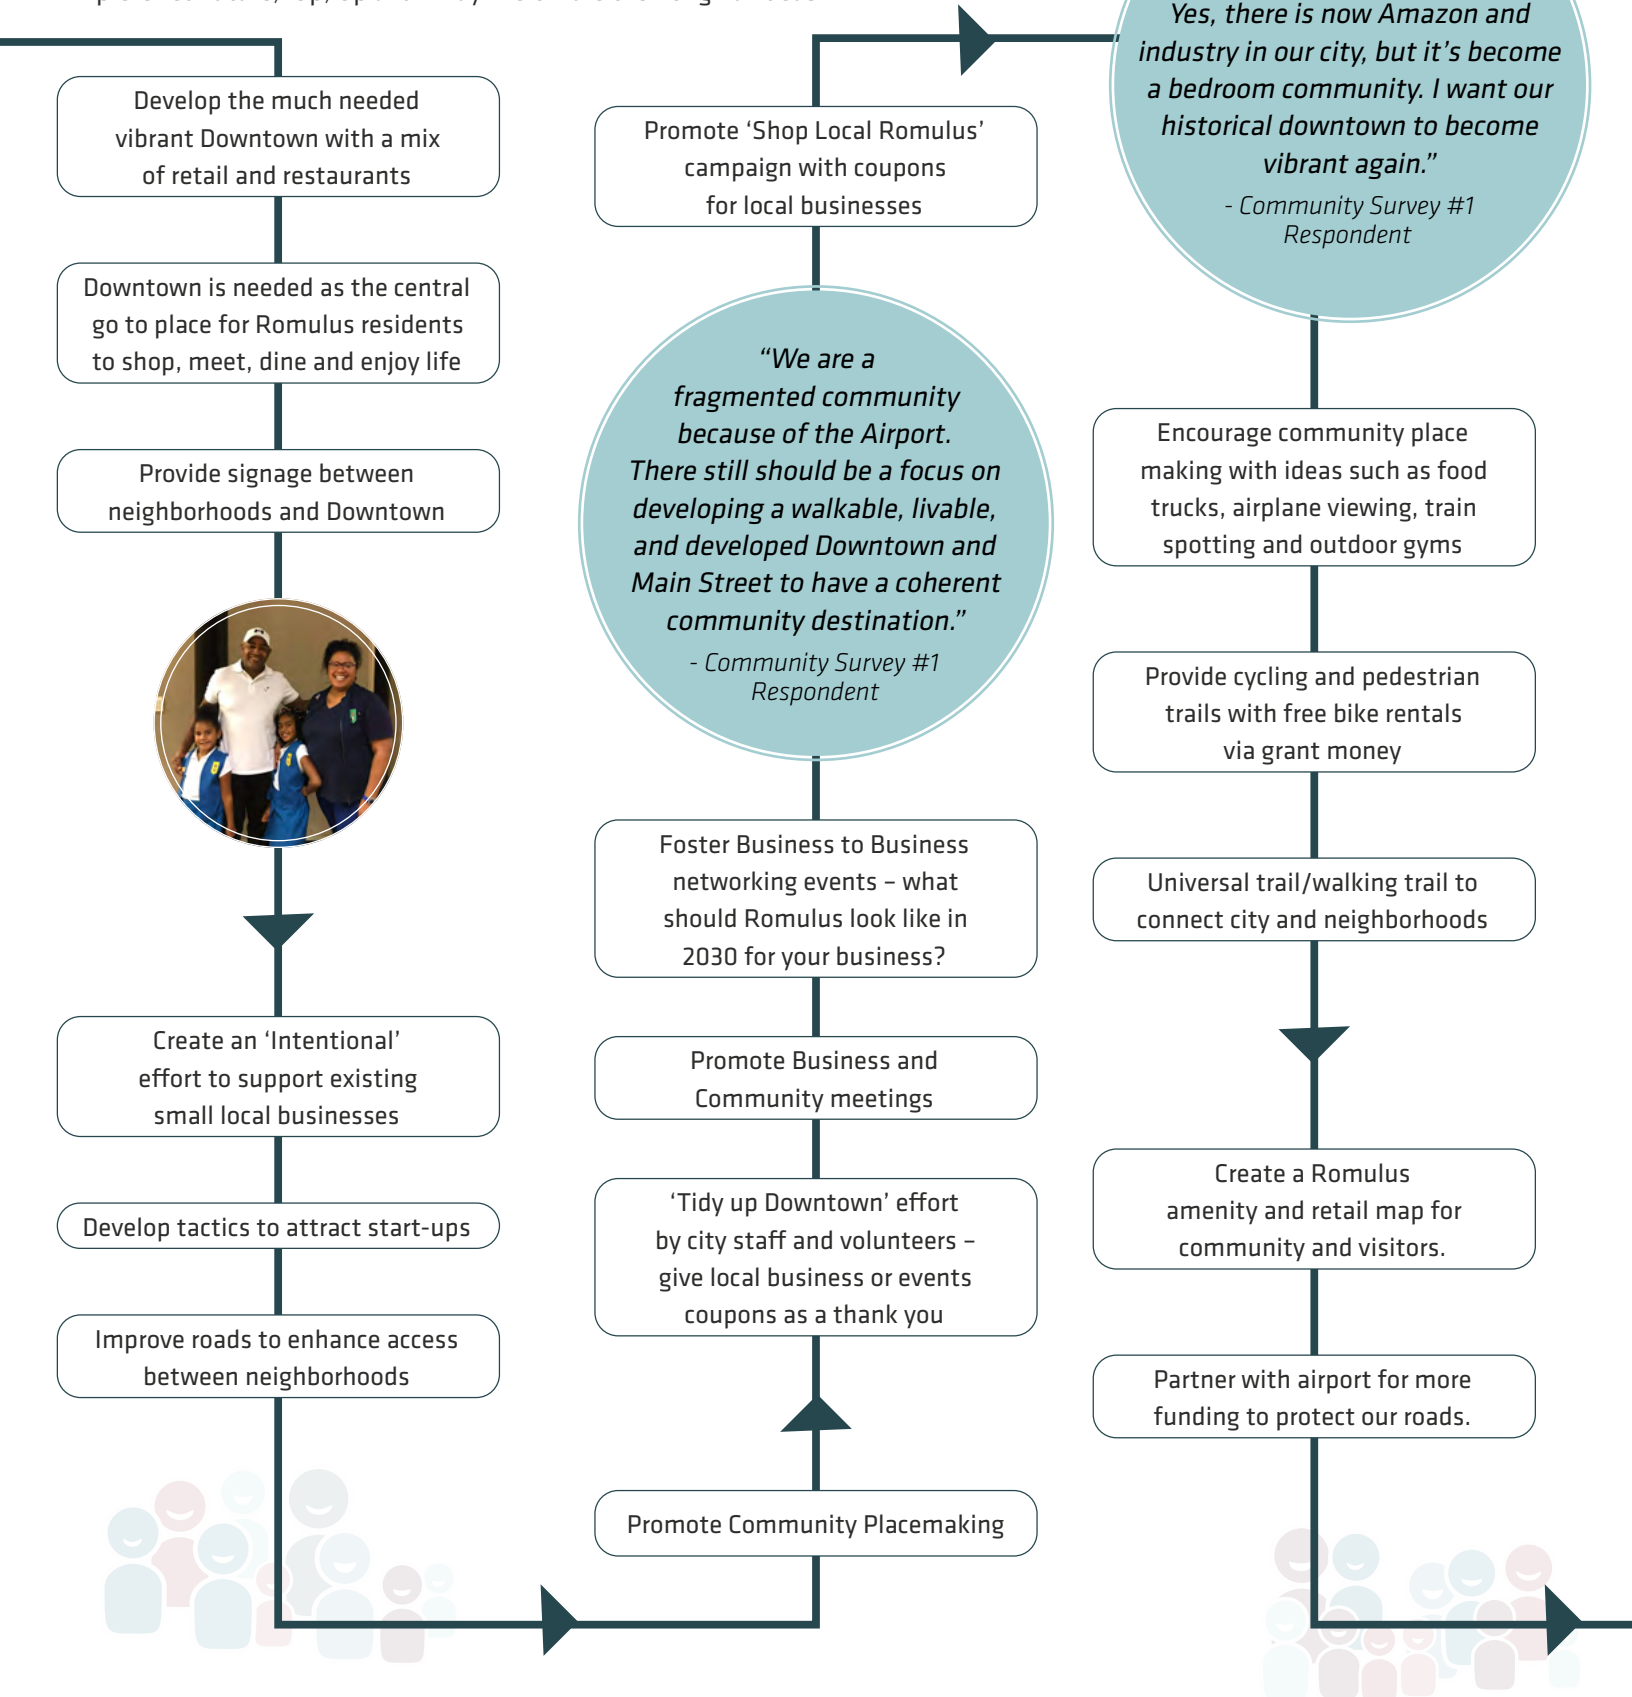 Develop the much needed
vibrant Downtown with a mix
of retail and restaurants
Downtown is needed as the central
go to place for Romulus residents
to shop, meet, dine and enjoy life
Provide signage between
neighborhoods and Downtown
Create an ‘Intentional’
effort to support existing
small local businesses
Develop tactics to attract start-ups
Improve roads to enhance access
between neighborhoods
Promote Community Placemaking
‘Tidy up Downtown’ effort
by city staff and volunteers –
give local business or events
coupons as a thank you
Promote Business and
Community meetings
Foster Business to Business
networking events – what
should Romulus look like in
2030 for your business?
“We are a
fragmented community
because of the Airport.
There still should be a focus on
developing a walkable, livable,
and developed Downtown and
Main Street to have a coherent
community destination.”
- Community Survey #1
Respondent
Promote ‘Shop Local Romulus’
campaign with coupons
for local businesses
Yes, there is now Amazon and
industry in our city, but it’s become
a bedroom community. I want our
historical downtown to become
vibrant again.”
- Community Survey #1
Respondent
Encourage community place
making with ideas such as food
trucks, airplane viewing, train
spotting and outdoor gyms
Provide cycling and pedestrian
trails with free bike rentals
via grant money
Universal trail/walking trail to
connect city and neighborhoods
Create a Romulus
amenity and retail map for
community and visitors.
Partner with airport for more
funding to protect our roads.